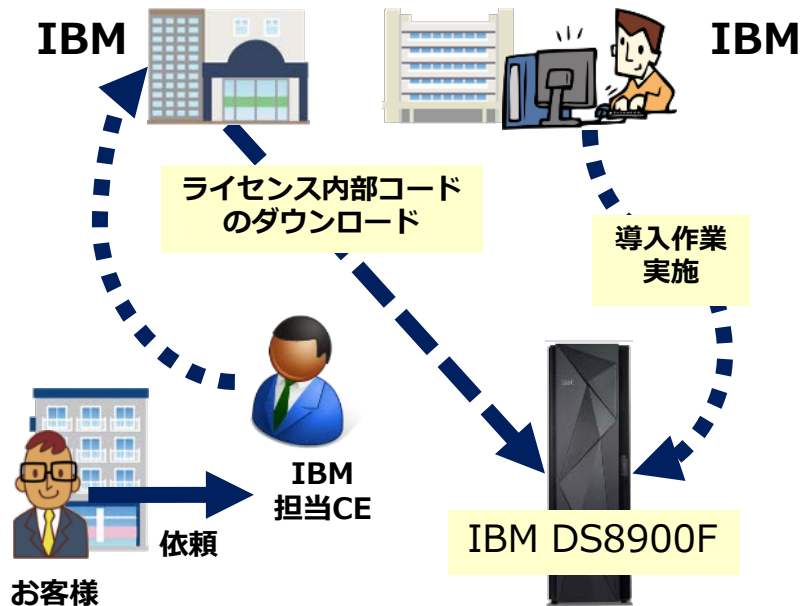 IBM
IBM
ライセンス内部コード
のダウンロード
導入作業
実施
IBM
担当CE
依頼
お客様
IBM DS8900F